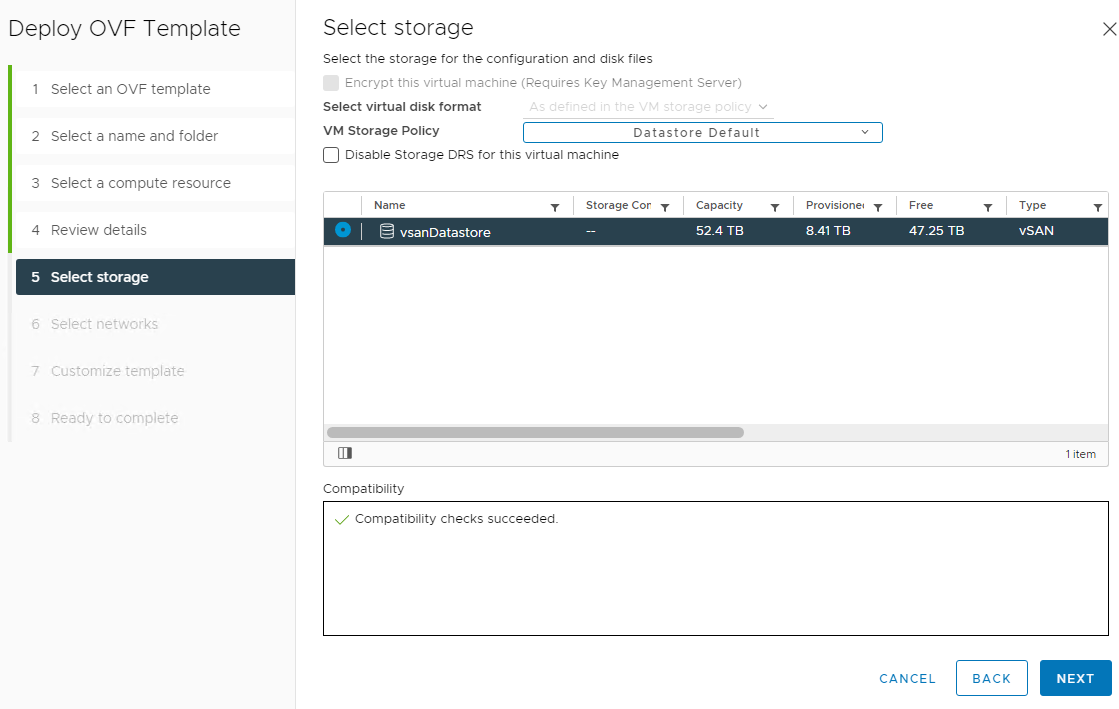 Deploy OVF Template
1 Select an OVF template
2 Select a name and folder
3 Select a compute resource
4 Review details
5 Select storage
6 Select networks
7 Customize template
8 Ready to complete
Select storage
Select the storage for the configuration and disk files
Encrypt this virtual machine (Requires Key Management Server)
Select virtual disk format As defined in the VM storage policy
VM Storage Policy Datastore Default
Disable Storage DRS for this virtual machine
Name Storage Cor Capacity Provisioned Free Type
vsanDatastore -- 52.4 TB 8.41 TB 47.25 TB vSAN
1 item
Compatibility
Compatibility checks succeeded.
CANCEL BACK NEXT